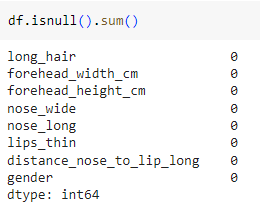 df.isnull().sum()
long_hair 0
forehead_width_cm 0
forehead_height_cm 0
nose_wide 0
nose_long 0
lips_thin 0
distance_nose_to_lip_long 0
gender 0
dtype: int64